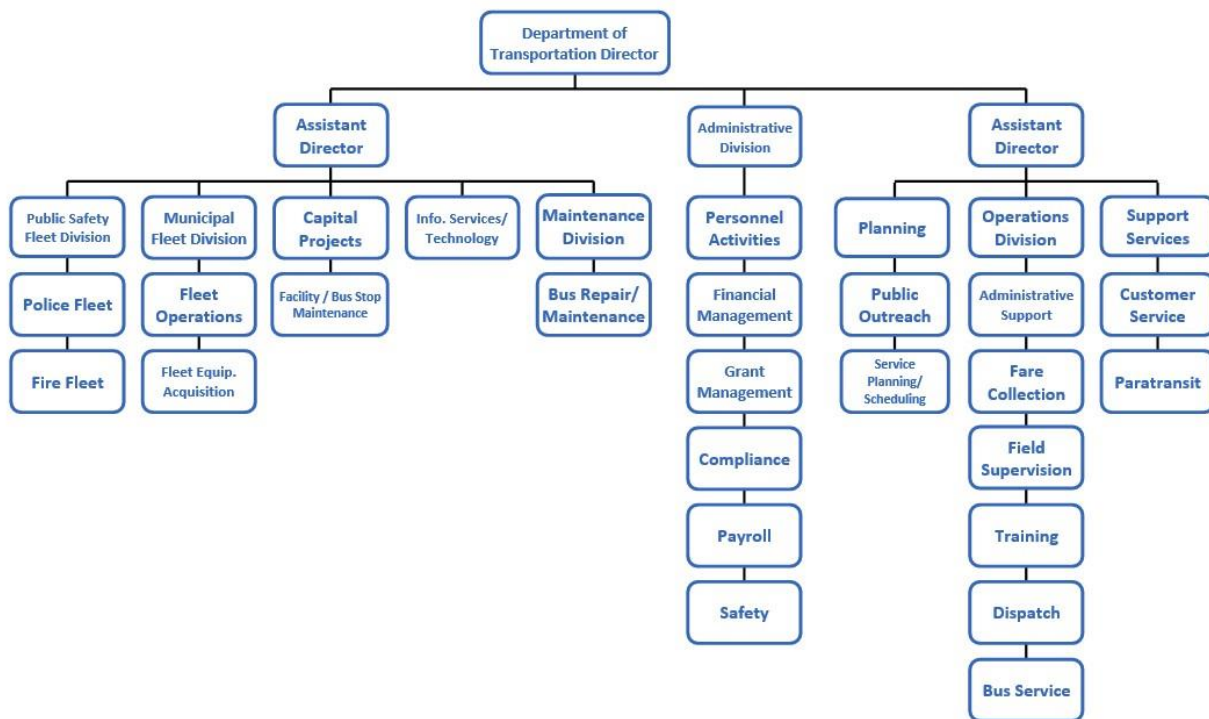 Department of
Transportation Director
Assistant
Director
Administrative
Division
Assistant
Director
Public Safety
Fleet Division
Municipal
Fleet Division
Capital
Projects
Info. Services/
Technology
Maintenance
Division
Personnel
Activities
Planning
Operations
Division
Support
Services
Police Fleet
Fleet
Operations
Facility / Bus Stop
Maintenance
Bus Repair/
Maintenance
Financial
Management
Public
Outreach
Administrative
Support
Customer
Service
Fire Fleet
Fleet Equip.
Acquisition
Grant
Management
Service
Planning/
Scheduling
Fare
Collection
Paratransit
Compliance
Field
Supervision
Payroll
Training
Safety
Dispatch
Bus Service